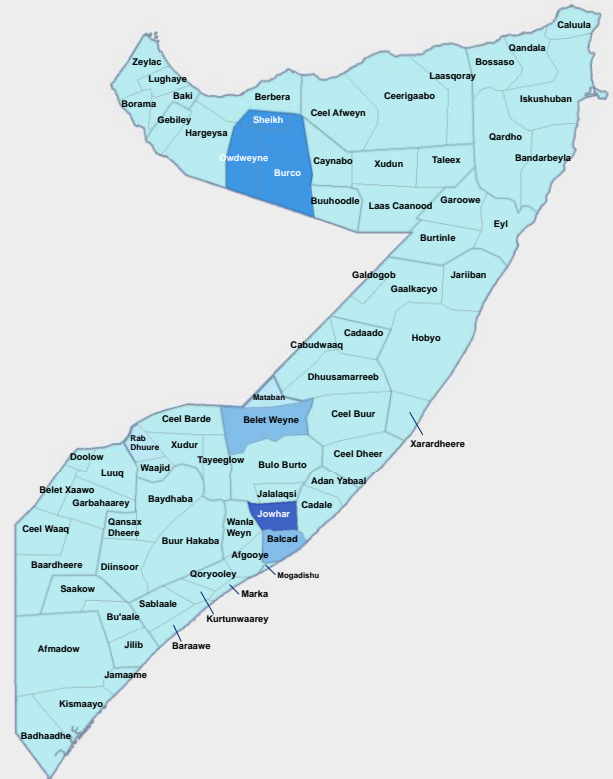 Caluula
Qandala
Bossaso
Zeylac
Laasqoray
Lughaye
Ceerigaabo
Iskushuban
Baki
Berbera
Borama
Ceel Afweyn
Gebiley
Sheikh
Hargeysa
Qardho
Owdweyne
Caynabo
Xudun
Taleex
Bandarbeyla
Burco
Buuhoodle
Laas Caanood
Garoowe
Eyl
Burtinle
Galdogob
Jariiban
Gaalkacyo
Cadaado
Hobyo
Cabudwaaq
Dhuusamarreeb
Mataban
Ceel Barde
Belet Weyne
Ceel Buur
Rab
Dhuure
Xudur
Xarardheere
Doolow
Tayeeglow
Ceel Dheer
Waajid
Bulo Burto
Luuq
Adan Yabaal
Belet Xaawo
Jalalaqsi
Baydhaba
Garbahaarey
Cadale
Jowhar
Qansax
Dheere
Wanla
Weyn
Ceel Waaq
Balcad
Buur Hakaba
Afgooye
Baardheere
Diinsoor
Qoryooley
Mogadishu
Saakow
Marka
Sablaale
Bu'aale
Kurtunwaarey
Jilib
Baraawe
Afmadow
Jamaame
Kismaayo
Badhaadhe